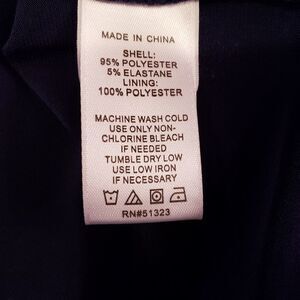 MADE IN CHINA
SHELL:
95% POLYESTER
5% ELASTANE
LINING:
100% POLYESTER
MACHINE WASH COLD
USE ONLY NON-
CHLORINE BLEACH
IF NEEDED
TUMBLE DRY LOW
USE LOW IRON
IF NECESSARY
RN#51323